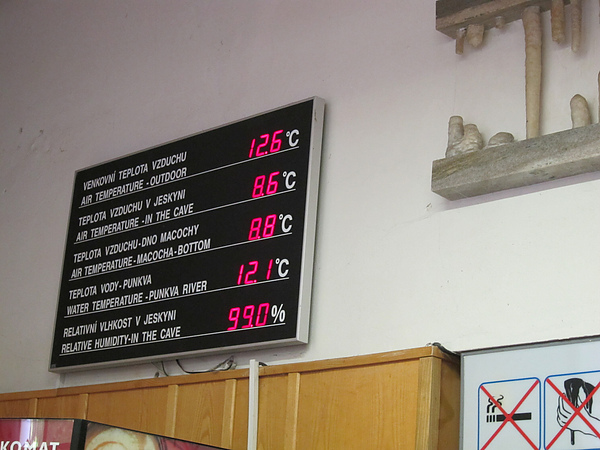 VENKOVNÍ TEPLOTA VZDUCHU
AIR TEMPERATURE - OUTDOOR
12.6 °C
TEPLOTA VZDUCHU V JESKYNI
AIR TEMPERATURE - IN THE CAVE
8.6 °C
TEPLOTA VZDUCHU-DNO MACOCHY
AIR TEMPERATURE-MACOCHA-BOTTOM
8.8 °C
TEPLOTA VODY-PUNKVA
WATER TEMPERATURE - PUNKVA RIVER
12.1 °C
RELATIVNÍ VLHKOST V JESKYNI
RELATIVE HUMIDITY-IN THE CAVE
99.0 %
KOMAT